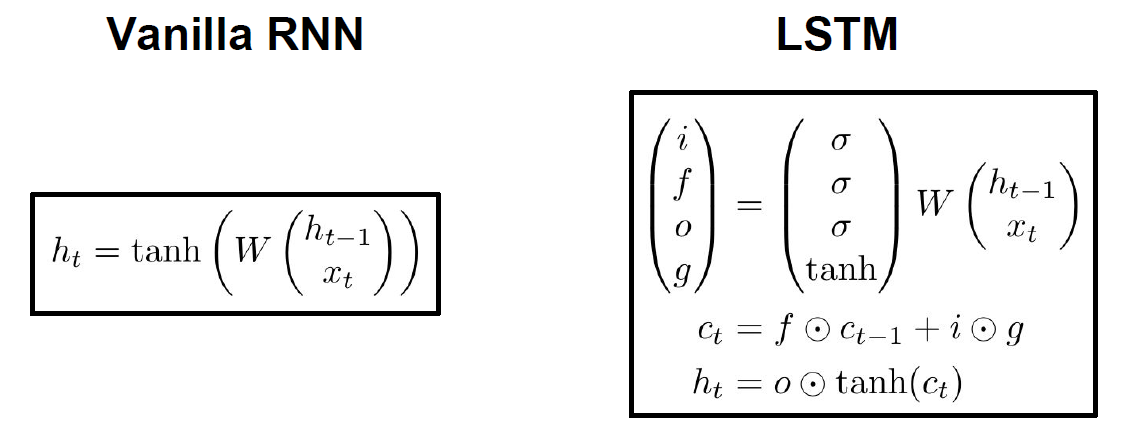 Vanilla RNN
h_t = tanh ( W ( h_{t-1} x_t ) )
LSTM
( i f o g ) = ( σ σ σ tanh ) W ( h_{t-1} x_t )
c_t = f ⊙ c_{t-1} + i ⊙ g
h_t = o ⊙ tanh(c_t)